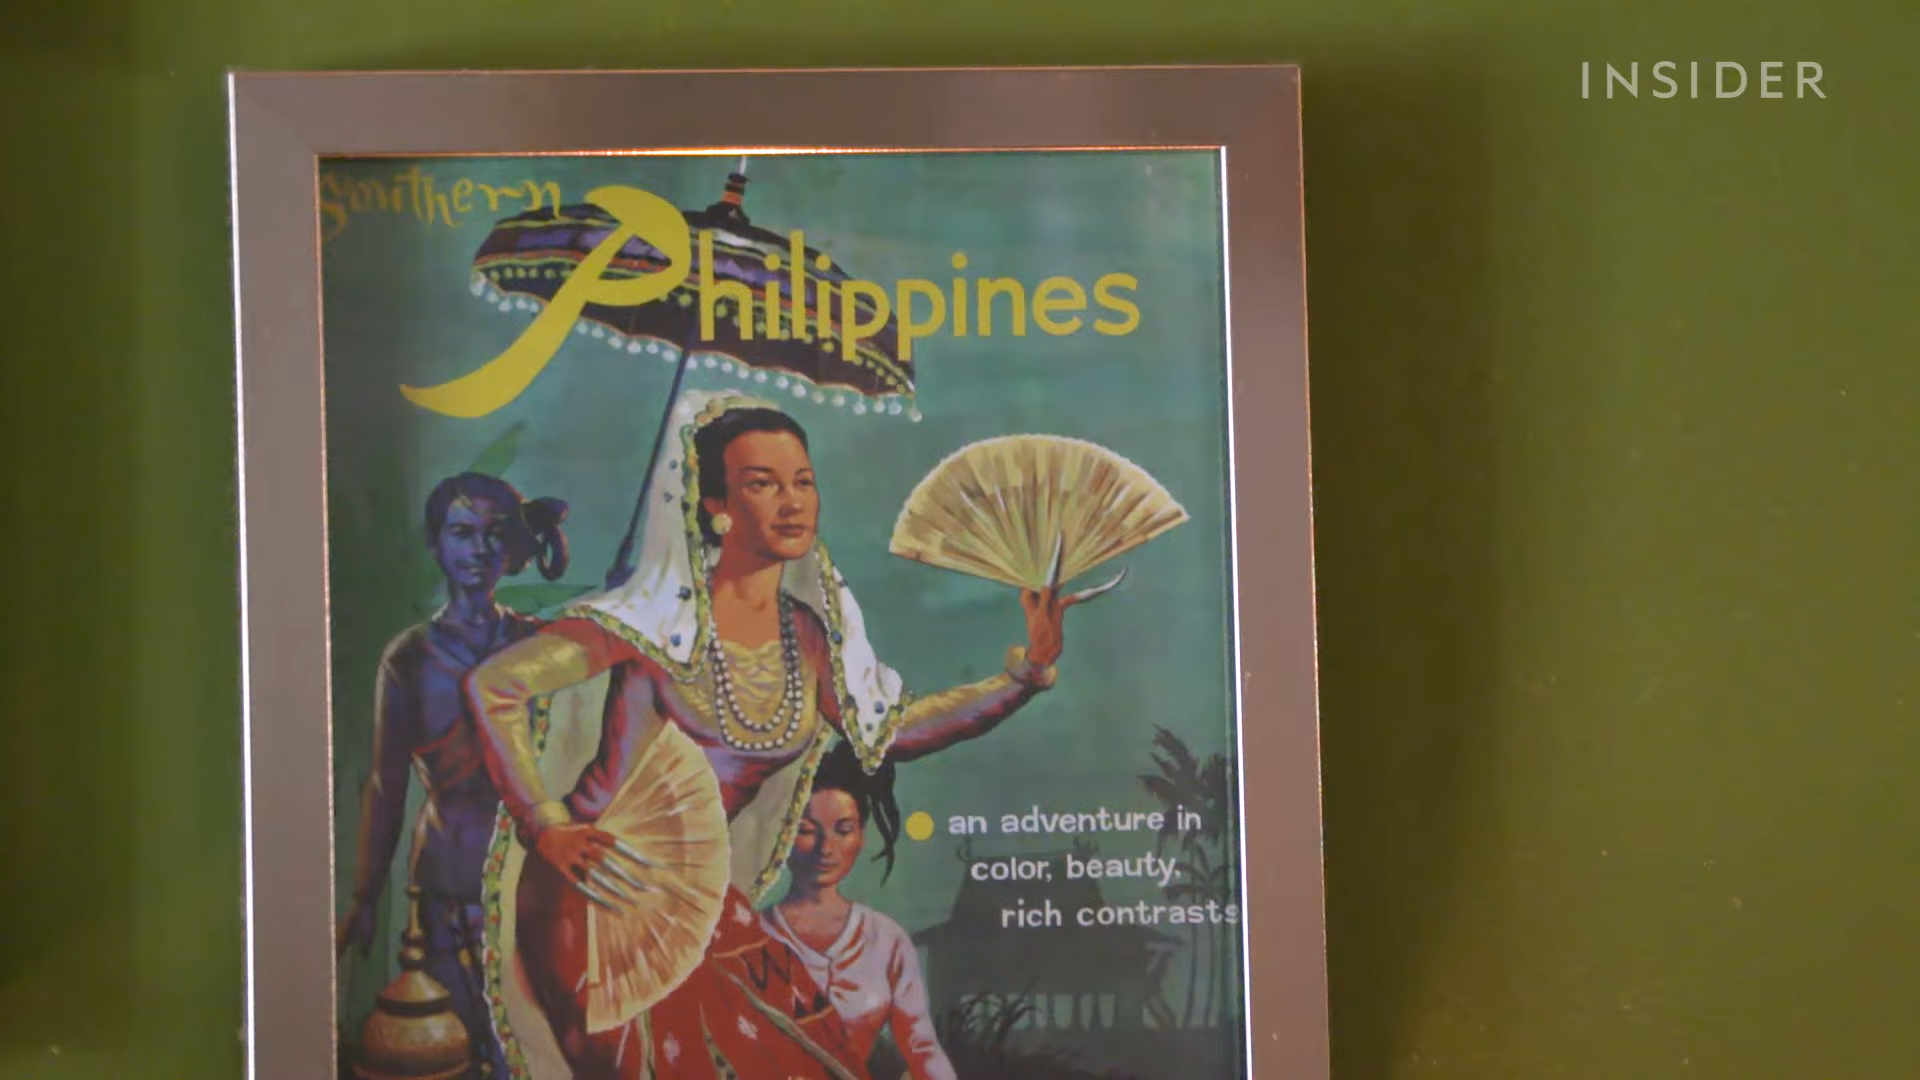 INSIDER
Southern
Philippines
an adventure in
color, beauty,
rich contrasts